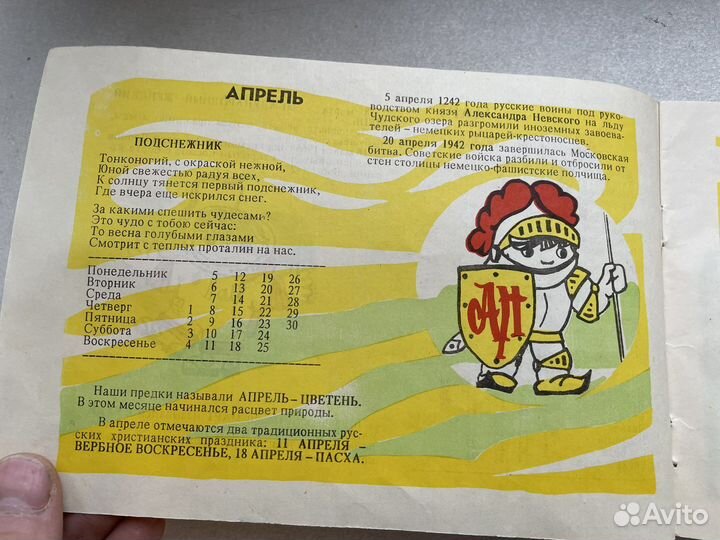 АПРЕЛЬ
ПОДСНЕЖНИК
Тонконогий, с окраской нежной,
Юной свежестью радуя всех,
К солнцу тянется первый подснежник,
Где вчера еще искрился снег.
За какими спешить чудесами?
Это чудо с тобою сейчас:
То весна голубыми глазами
Смотрит с теплых проталин на нас.
Понедельник 5 12 19 26
Вторник 6 13 20 27
Среда 7 14 21 28
Четверг 1 8 15 22 29
Пятница 2 9 16 23 30
Суббота 3 10 17 24
Воскресенье 4 11 18 25
Наши предки называли АПРЕЛЬ – ЦВЕТЕНЬ.
В этом месяце начинался расцвет природы.
В апреле отмечаются два традиционных рус-
ских христианских праздника: 11 АПРЕЛЯ –
ВЕРБНОЕ ВОСКРЕСЕНЬЕ, 18 АПРЕЛЯ – ПАСХА.
5 апреля 1242 года русские воины под руко-
водством князя Александра Невского на льду
Чудского озера разгромили иноземных завоева-
телей – немецких рыцарей-крестоносцев.
20 апреля 1942 года завершилась Московская
битва. Советские войска разбили и отбросили от
стен столицы немецко-фашистские полчища.
АП
Avito